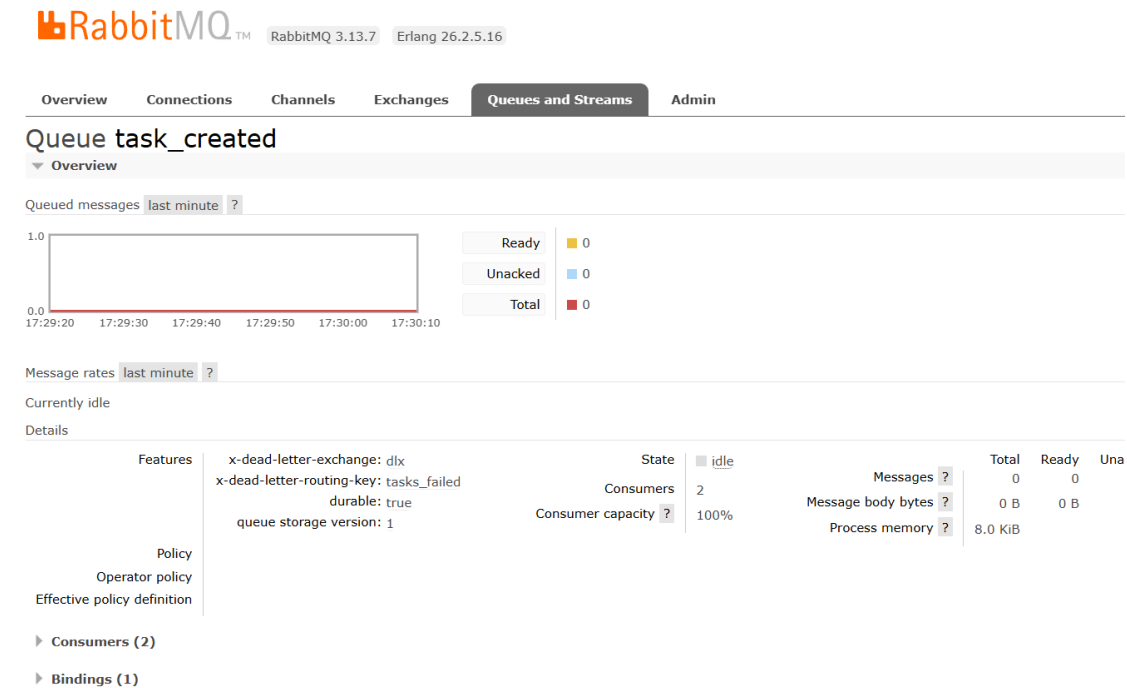 RabbitMQ TM RabbitMQ 3.13.7 Erlang 26.2.5.16
Overview Connections Channels Exchanges Queues and Streams Admin
Queue task_created
Overview
Queued messages last minute ?
1.0
0.0
17:29:20 17:29:30 17:29:40 17:29:50 17:30:00 17:30:10
Ready 0
Unacked 0
Total 0
Message rates last minute ?
Currently idle
Details
Features
x-dead-letter-exchange: dlx
x-dead-letter-routing-key: tasks_failed
durable: true
queue storage version: 1
Policy
Operator policy
Effective policy definition
State idle
Consumers 2
Consumer capacity ? 100%
Total Ready Una
Messages ? 0 0
Message body bytes ? 0 B 0 B
Process memory ? 8.0 KiB
Consumers (2)
Bindings (1)